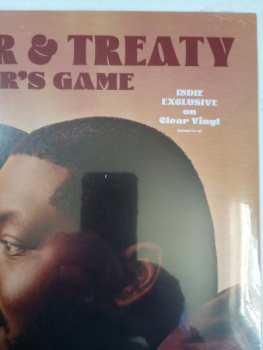 R & TREATY
R'S GAME
INDIE
EXCLUSIVE
on
Clear Vinyl